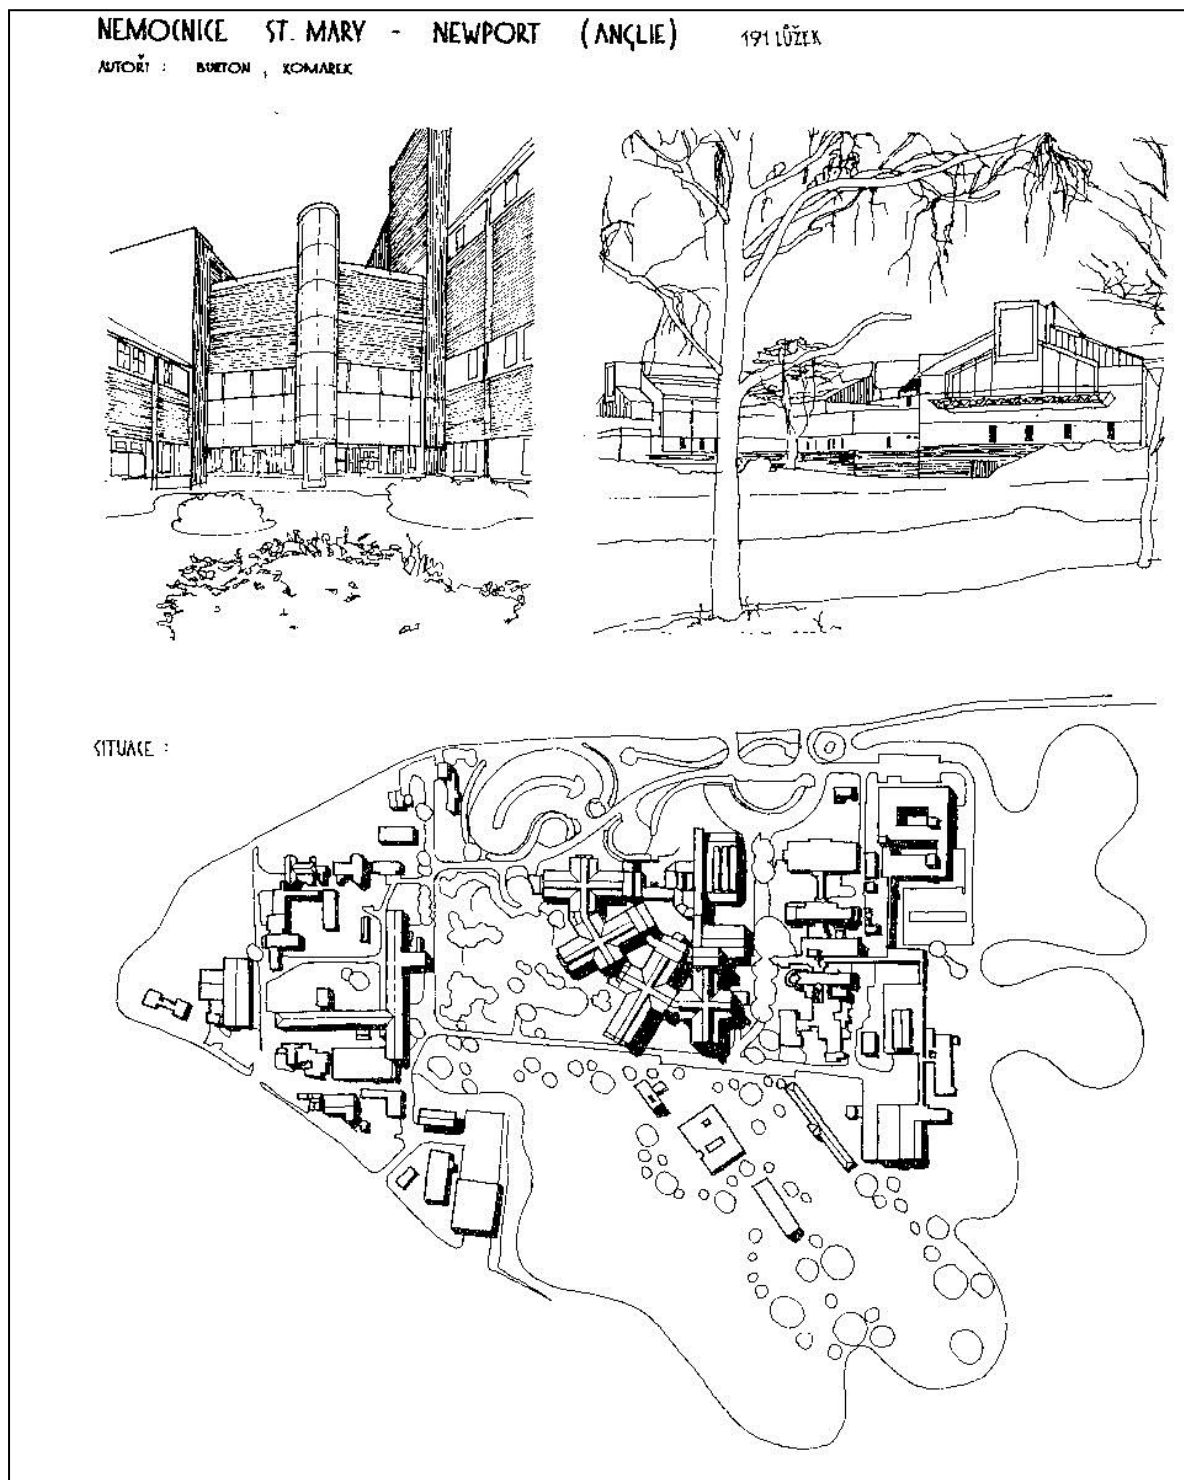 NEMOCNICE ST. MARY - NEWPORT (ANGLIE) 191 LŮŽEK
AUTOŘI : BURTON , KOMAREK
SITUACE :